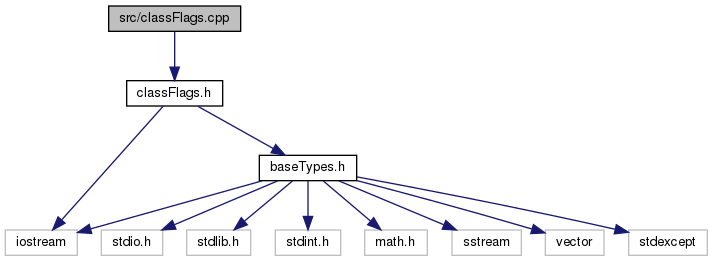 src/classFlags.cpp
classFlags.h
baseTypes.h
iostream
stdio.h
stdlib.h
stdint.h
math.h
sstream
vector
stdexcept